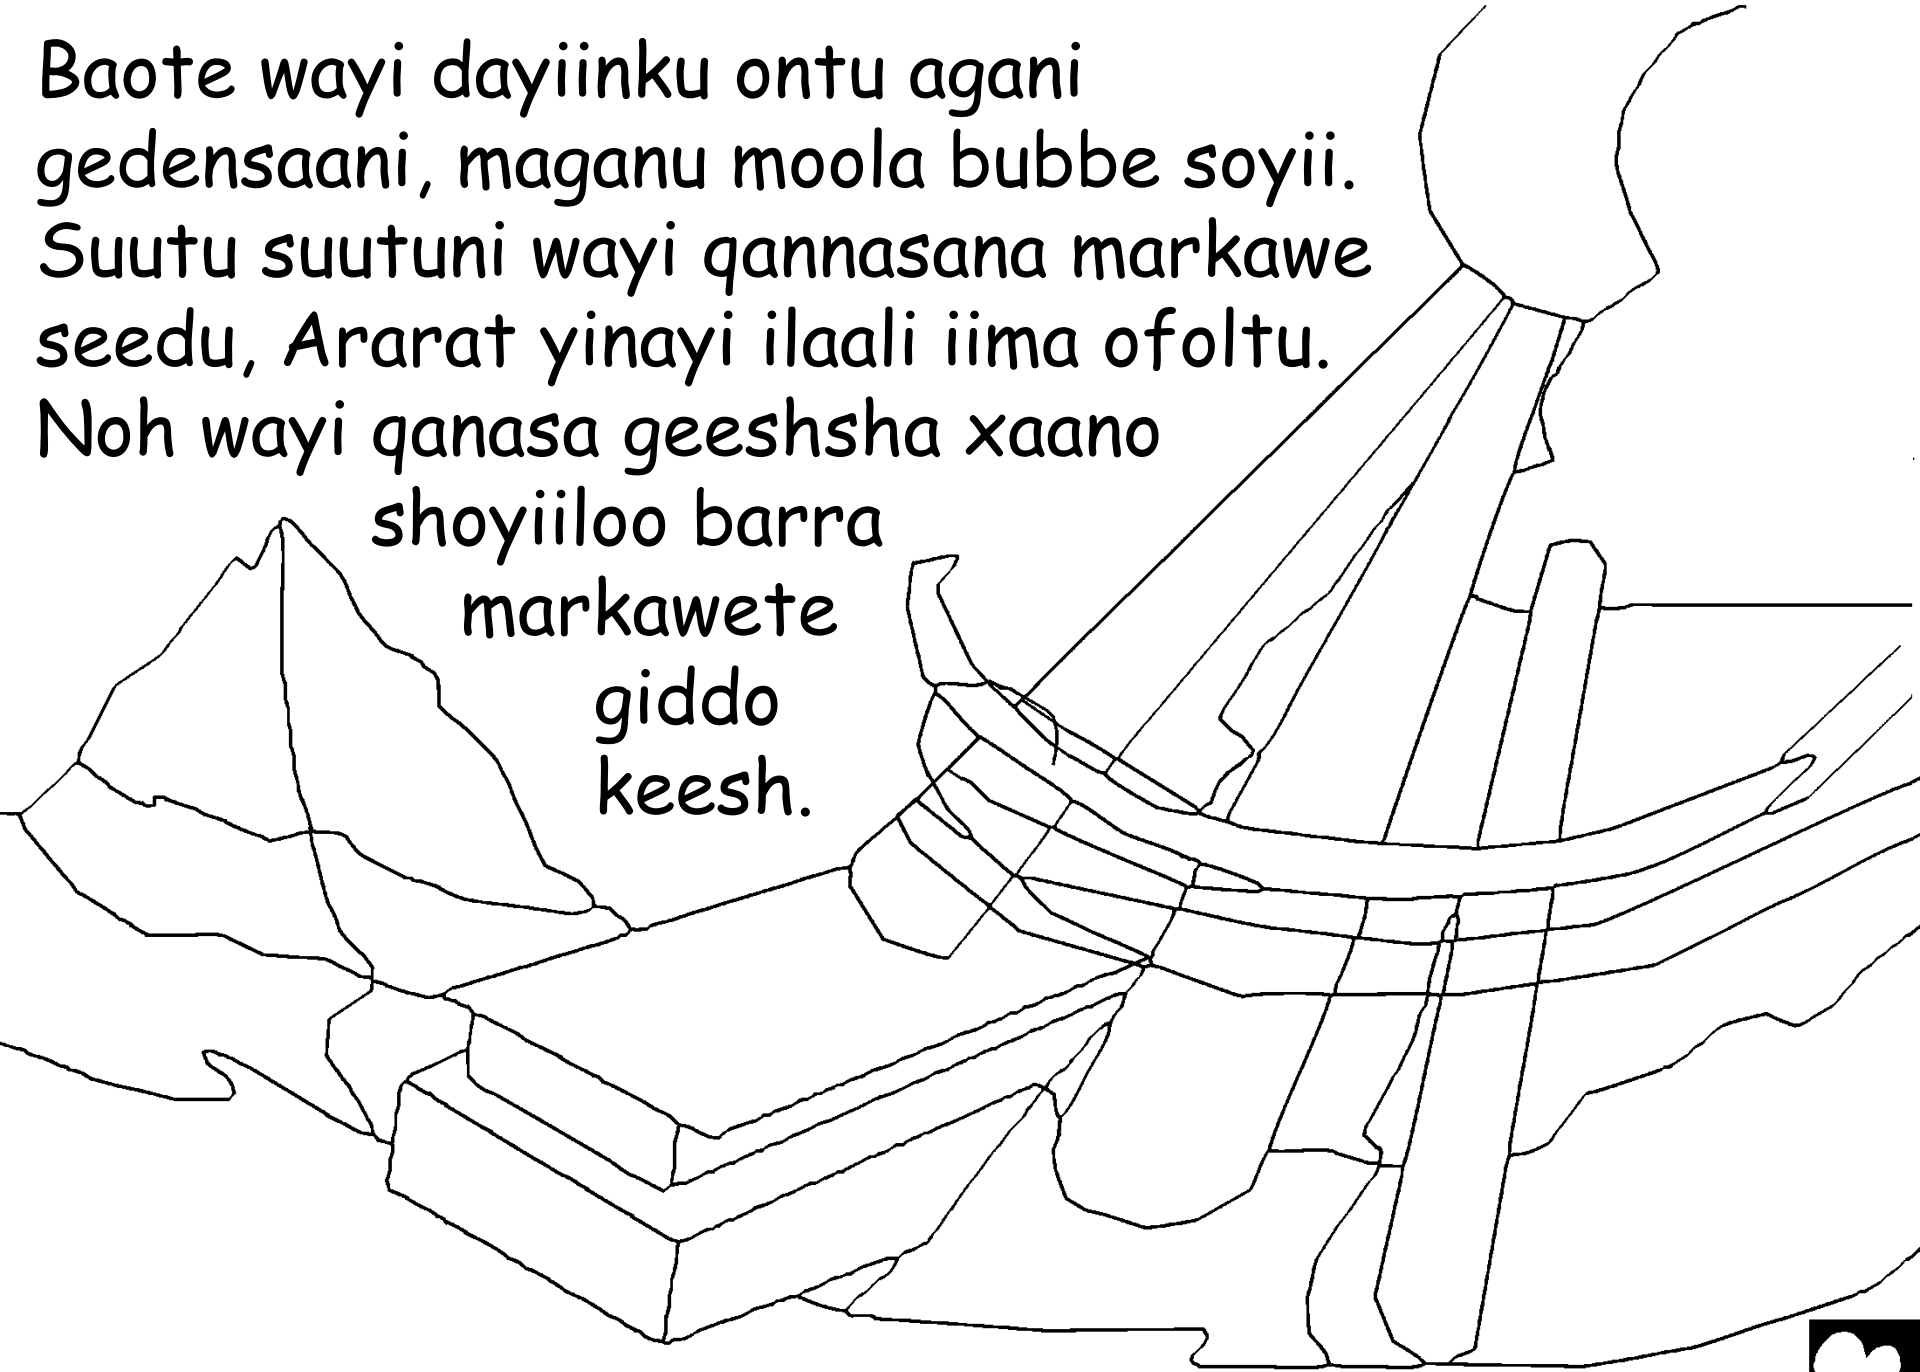 Baote wayi dayiinku ontu agani
gedensaani, maganu moola bubbe soyii.
Suutu suutuni wayi qannasana markawe
seedu, Ararat yinayi ilaali iima ofoltu.
Noh wayi qanasa geeshsha xaano
shoyiiloo barra
markawete
giddo
keesh.